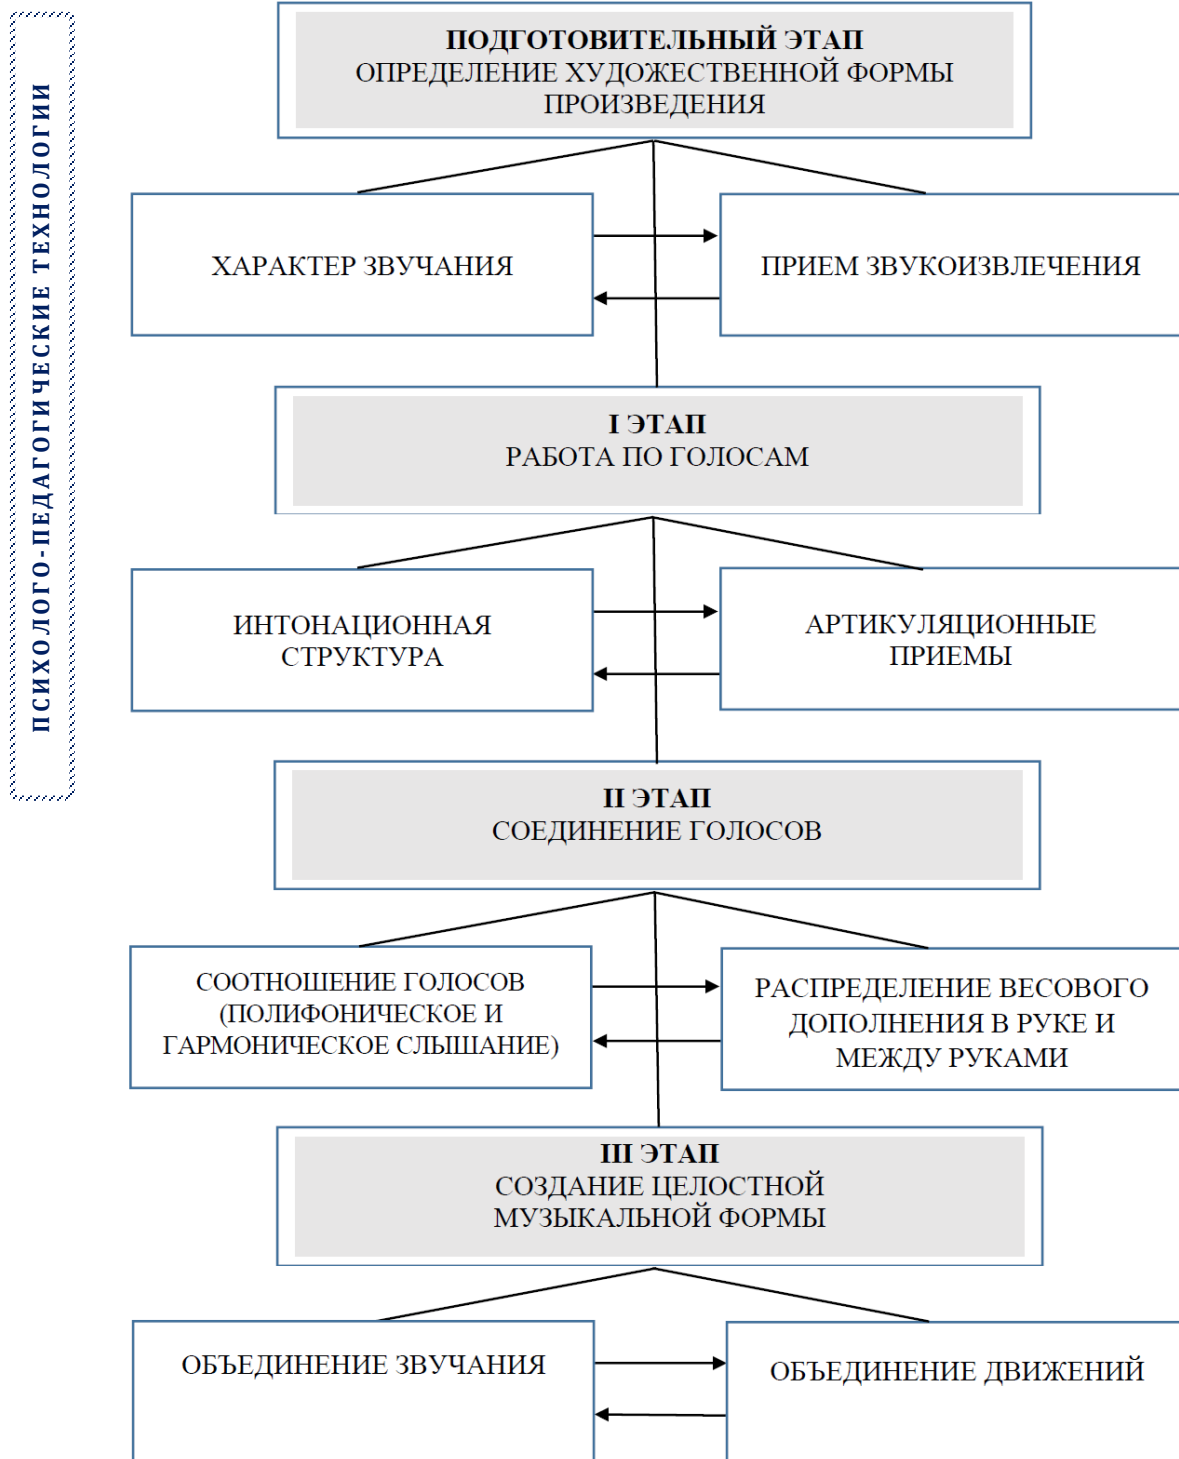 ПСИХОЛОГО-ПЕДАГОГИЧЕСКИЕ ТЕХНОЛОГИИ
ПОДГОТОВИТЕЛЬНЫЙ ЭТАП
ОПРЕДЕЛЕНИЕ ХУДОЖЕСТВЕННОЙ ФОРМЫ
ПРОИЗВЕДЕНИЯ
ХАРАКТЕР ЗВУЧАНИЯ
ПРИЕМ ЗВУКОИЗВЛЕЧЕНИЯ
I ЭТАП
РАБОТА ПО ГОЛОСАМ
ИНТОНАЦИОННАЯ
СТРУКТУРА
АРТИКУЛЯЦИОННЫЕ
ПРИЕМЫ
II ЭТАП
СОЕДИНЕНИЕ ГОЛОСОВ
СООТНОШЕНИЕ ГОЛОСОВ
(ПОЛИФОНИЧЕСКОЕ И
ГАРМОНИЧЕСКОЕ СЛЫШАНИЕ)
РАСПРЕДЕЛЕНИЕ ВЕСОВОГО
ДОПОЛНЕНИЯ В РУКЕ И
МЕЖДУ РУКАМИ
III ЭТАП
СОЗДАНИЕ ЦЕЛОСТНОЙ
МУЗЫКАЛЬНОЙ ФОРМЫ
ОБЪЕДИНЕНИЕ ЗВУЧАНИЯ
ОБЪЕДИНЕНИЕ ДВИЖЕНИЙ